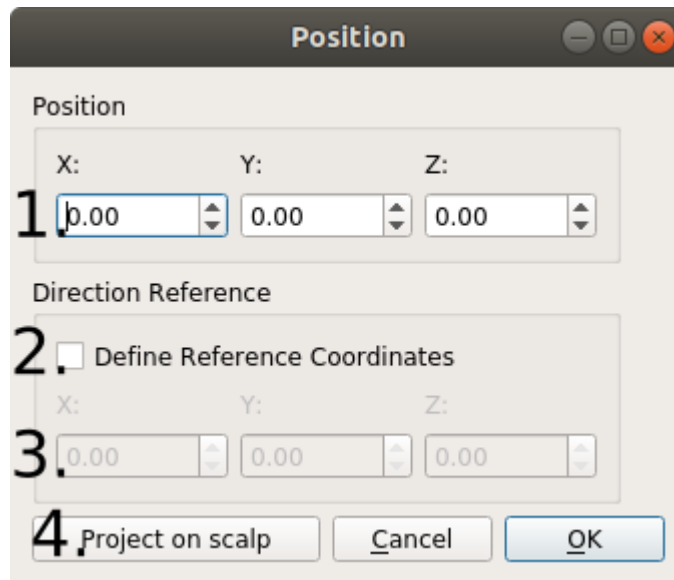 Position
Position
X: Y: Z:
1. 0.00 0.00 0.00
Direction Reference
2. Define Reference Coordinates
X: Y: Z:
3. 0.00 0.00 0.00
4. Project on scalp Cancel OK